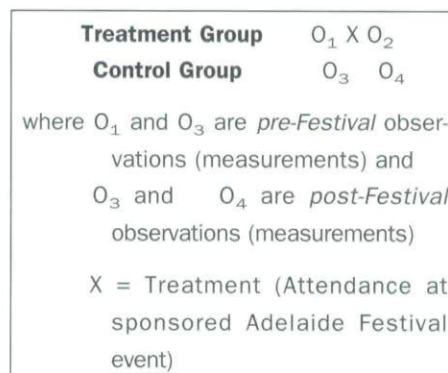 Treatment Group O₁ X O₂
Control Group O₃ O₄
where O₁ and O₃ are pre-Festival obser-
vations (measurements) and
O₃ and O₄ are post-Festival
observations (measurements)
X = Treatment (Attendance at
sponsored Adelaide Festival
event)